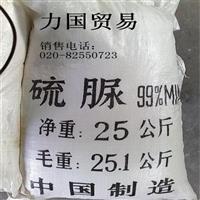 力国贸易
销售电话:
020-82550723
硫脲 99%MIN
净重: 25 公斤
毛重: 25.1 公斤
中国制造